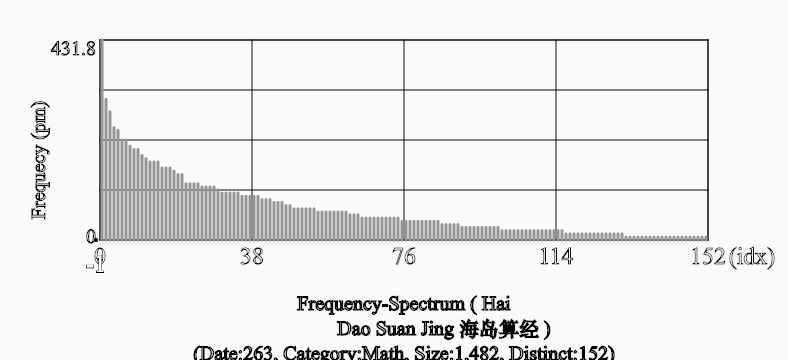 431.8
Frequecy (pm)
0
-1
0 38 76 114 152 (idx)
Frequency-Spectrum ( Hai
Dao Suan Jing 海岛算经 )
(Date:263, Category:Math, Size:1,482, Distinct:152)